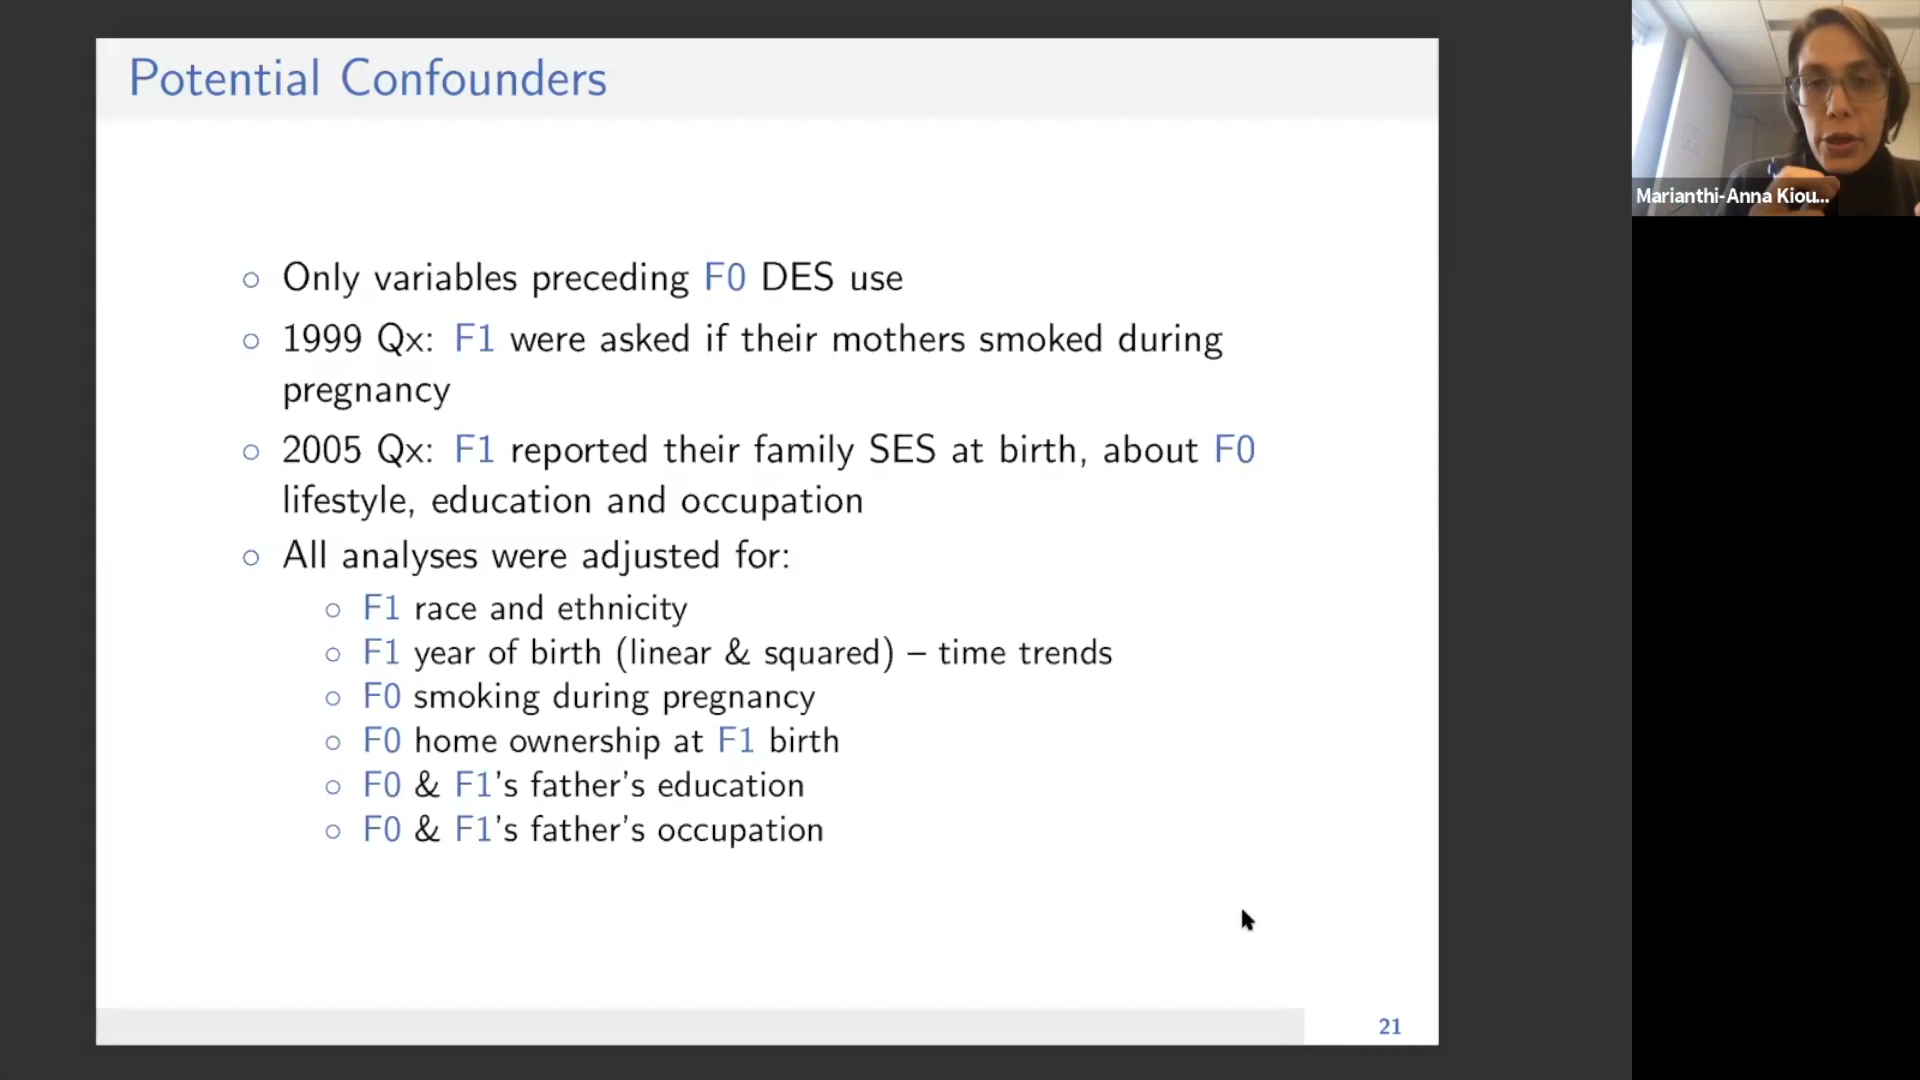 Potential Confounders
Marianthi-Anna Kiou...
○ Only variables preceding F0 DES use
○ 1999 Qx: F1 were asked if their mothers smoked during
pregnancy
○ 2005 Qx: F1 reported their family SES at birth, about F0
lifestyle, education and occupation
○ All analyses were adjusted for:
○ F1 race and ethnicity
○ F1 year of birth (linear & squared) – time trends
○ F0 smoking during pregnancy
○ F0 home ownership at F1 birth
○ F0 & F1's father's education
○ F0 & F1's father's occupation
21